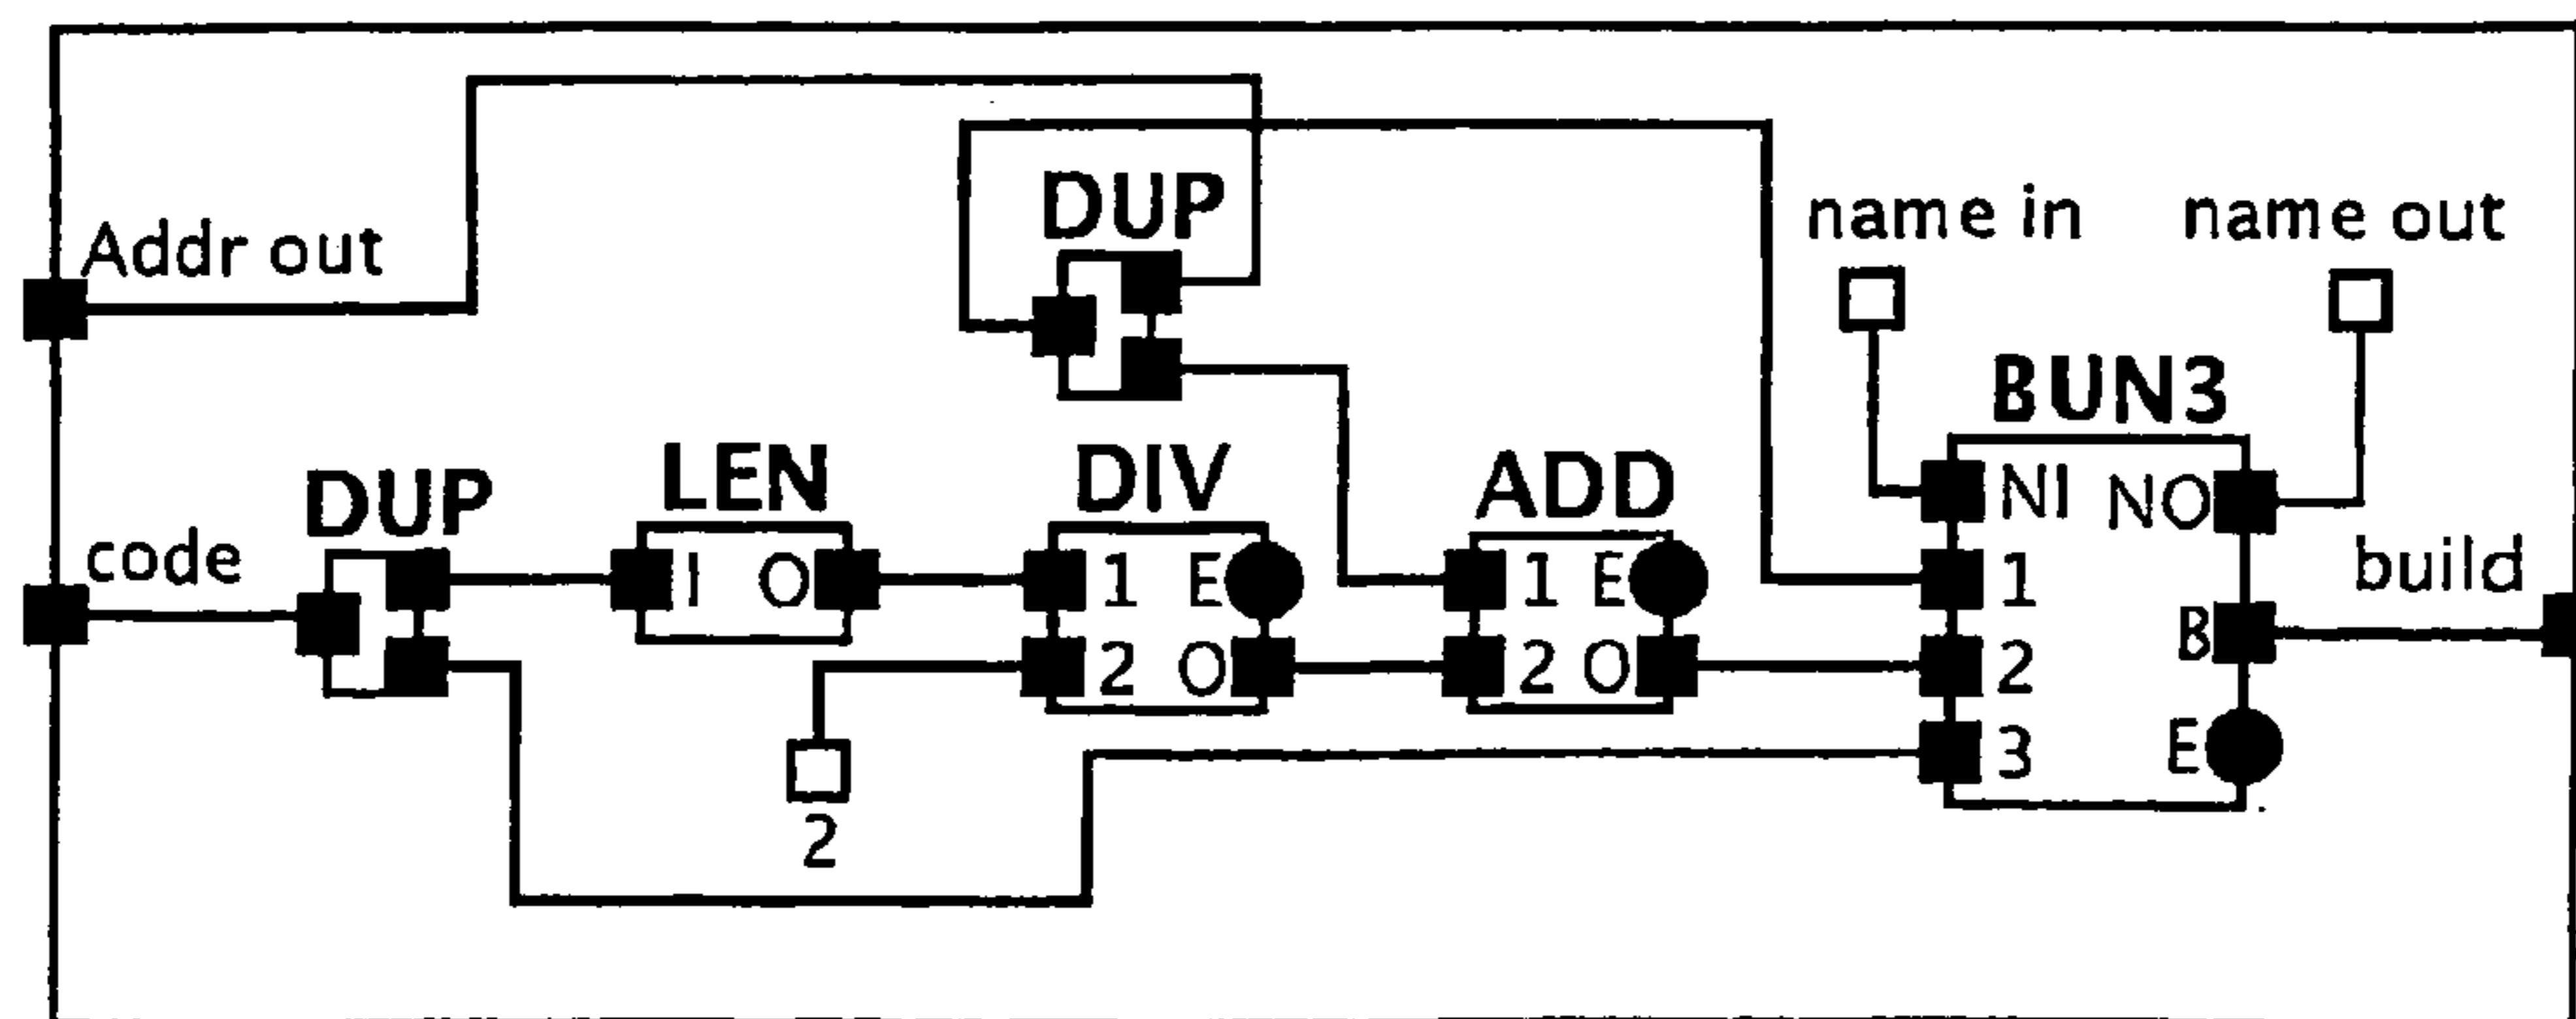 DUP
name in name out
Addr out
BUN3
DUP LEN DIV ADD
NI NO
code I O 1 E 1 E 1 build
2 O 2 O 2 B
3 E
2